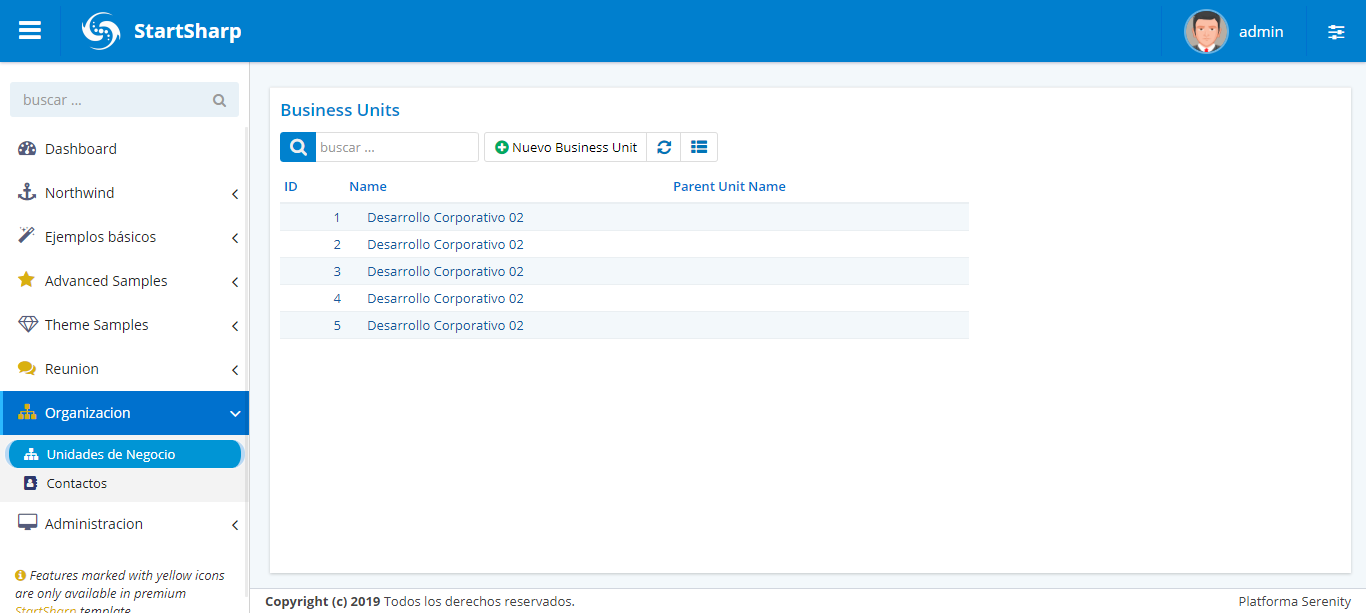 StartSharp
admin
buscar ...
Dashboard
Northwind
Ejemplos básicos
Advanced Samples
Theme Samples
Reunion
Organizacion
Unidades de Negocio
Contactos
Administracion
Features marked with yellow icons
are only available in premium
StartSharp template
Business Units
buscar ...
Nuevo Business Unit
ID Name Parent Unit Name
1 Desarrollo Corporativo 02
2 Desarrollo Corporativo 02
3 Desarrollo Corporativo 02
4 Desarrollo Corporativo 02
5 Desarrollo Corporativo 02
Copyright (c) 2019 Todos los derechos reservados.
Platforma Serenity